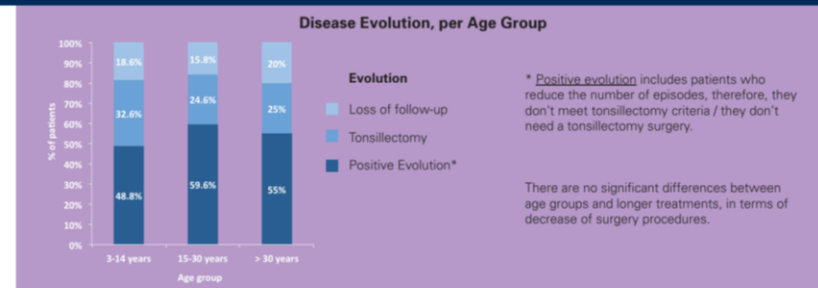 Disease Evolution, per Age Group
100%
90%
80%
70%
60%
50%
40%
30%
20%
10%
0%
% of patients
18.6%
32.6%
48.8%
15.8%
24.6%
59.6%
20%
25%
55%
3-14 years
15-30 years
> 30 years
Age group
Evolution
Loss of follow-up
Tonsillectomy
Positive Evolution*
* Positive evolution includes patients who
reduce the number of episodes, therefore, they
don't meet tonsillectomy criteria / they don't
need a tonsillectomy surgery.
There are no significant differences between
age groups and longer treatments, in terms of
decrease of surgery procedures.